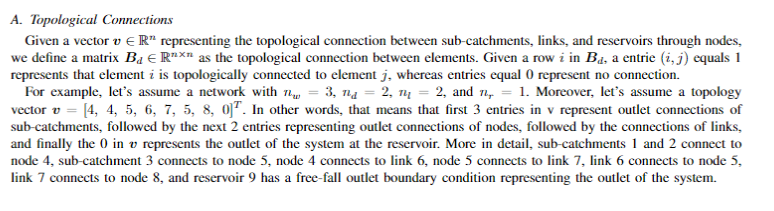 A. Topological Connections
Given a vector v ∈ ℝⁿ representing the topological connection between sub-catchments, links, and reservoirs through nodes,
we define a matrix B_d ∈ ℝⁿˣⁿ as the topological connection between elements. Given a row i in B_d, a entrie (i, j) equals 1
represents that element i is topologically connected to element j, whereas entries equal 0 represent no connection.
For example, let's assume a network with n_w = 3, n_d = 2, n_l = 2, and n_r = 1. Moreover, let's assume a topology
vector v = [4, 4, 5, 6, 7, 5, 8, 0]ᵀ. In other words, that means that first 3 entries in v represent outlet connections of
sub-catchments, followed by the next 2 entries representing outlet connections of nodes, followed by the connections of links,
and finally the 0 in v represents the outlet of the system at the reservoir. More in detail, sub-catchments 1 and 2 connect to
node 4, sub-catchment 3 connects to node 5, node 4 connects to link 6, node 5 connects to link 7, link 6 connects to node 5,
link 7 connects to node 8, and reservoir 9 has a free-fall outlet boundary condition representing the outlet of the system.